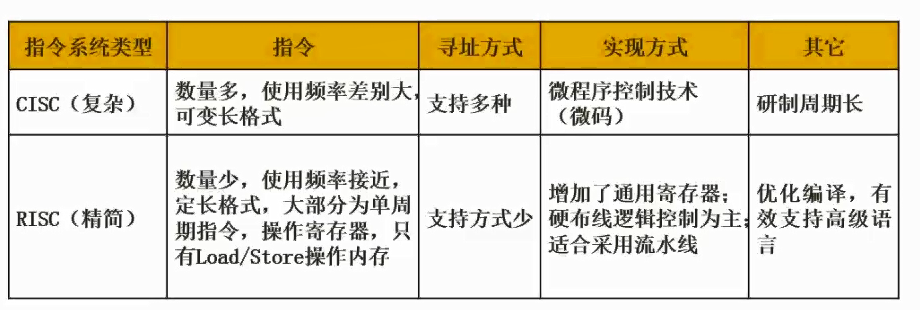 指令系统类型 指令 寻址方式 实现方式 其它
CISC（复杂）
数量多，使用频率差别大，
可变长格式
支持多种
微程序控制技术
（微码）
研制周期长
RISC（精简）
数量少，使用频率接近，
定长格式，大部分为单周
期指令，操作寄存器，只
有Load/Store操作内存
支持方式少
增加了通用寄存器；
硬布线逻辑控制为主；
适合采用流水线
优化编译，有
效支持高级语
言